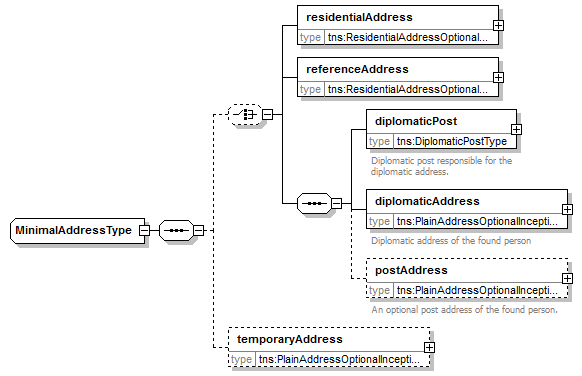 residentialAddress
type tns:ResidentialAddressOptional...
referenceAddress
type tns:ResidentialAddressOptional...
diplomaticPost
type tns:DiplomaticPostType
Diplomatic post responsible for the
diplomatic address.
diplomaticAddress
type tns:PlainAddressOptionalIncepti...
Diplomatic address of the found person
MinimalAddressType
postAddress
type tns:PlainAddressOptionalIncepti...
An optional post address of the found person.
temporaryAddress
type tns:PlainAddressOptionalIncepti...